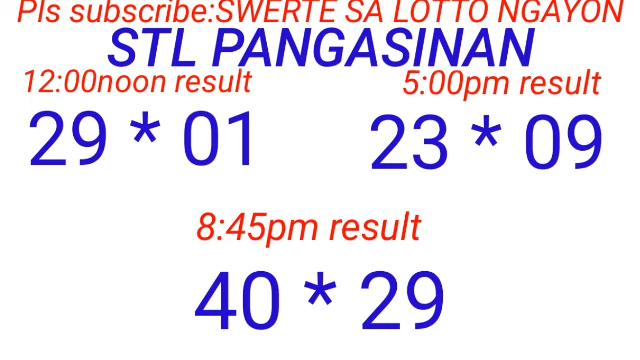 Pls subscribe:SWERTE SA LOTTO NGAYON
STL PANGASINAN
12:00noon result
29 * 01
5:00pm result
23 * 09
8:45pm result
40 * 29